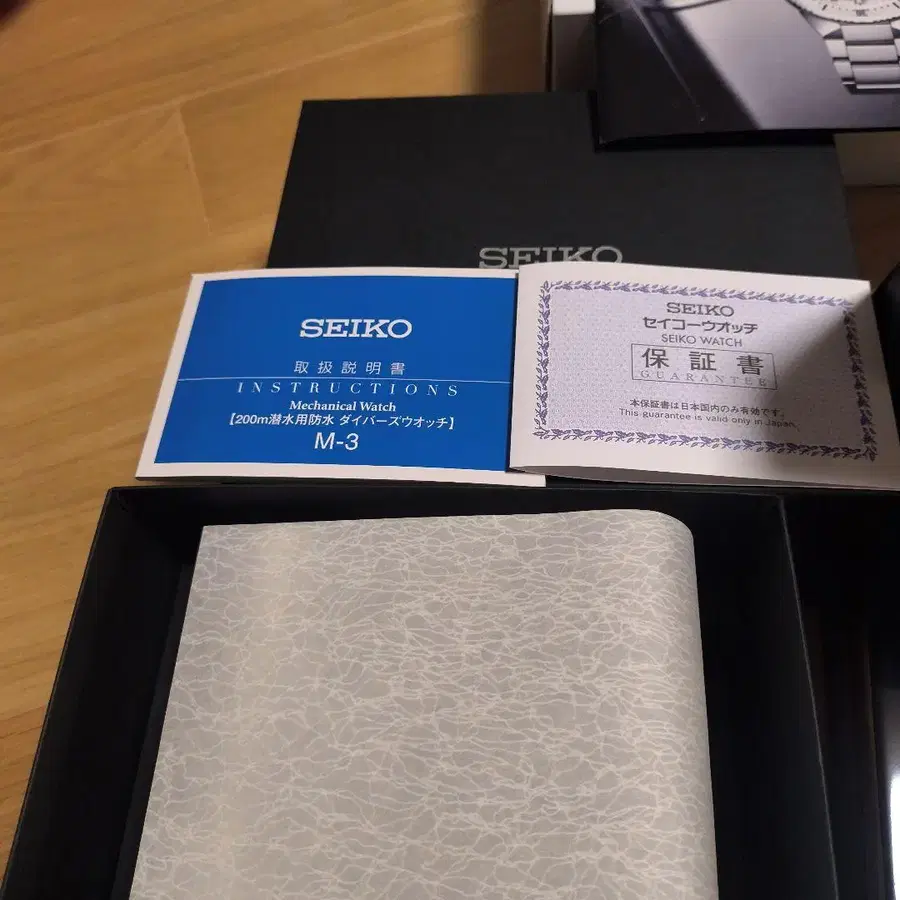 SEIKO
SEIKO
取扱説明書
INSTRUCTIONS
Mechanical Watch
【200m潜水用防水 ダイバーズウオッチ】
M-3
SEIKO
セイコーウオッチ
SEIKO WATCH
保証書
GUARANTEE
本保証書は日本国内のみ有効です。
This guarantee is valid only in Japan.